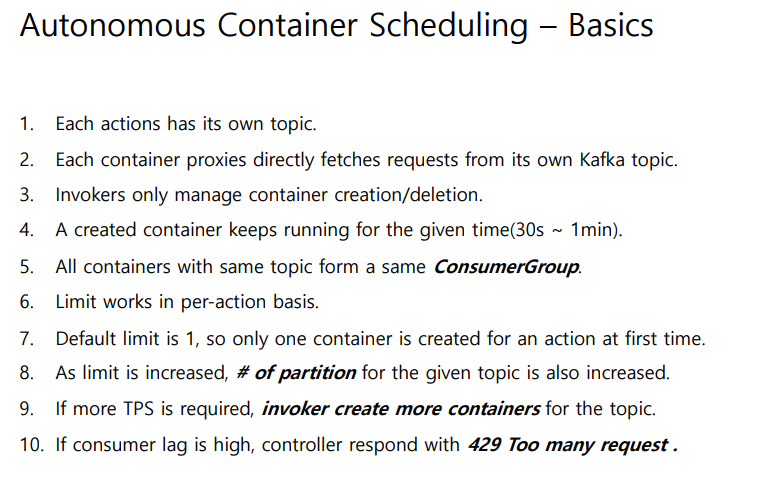 Autonomous Container Scheduling – Basics
1. Each actions has its own topic.
2. Each container proxies directly fetches requests from its own Kafka topic.
3. Invokers only manage container creation/deletion.
4. A created container keeps running for the given time(30s ~ 1min).
5. All containers with same topic form a same ConsumerGroup.
6. Limit works in per-action basis.
7. Default limit is 1, so only one container is created for an action at first time.
8. As limit is increased, # of partition for the given topic is also increased.
9. If more TPS is required, invoker create more containers for the topic.
10. If consumer lag is high, controller respond with 429 Too many request .